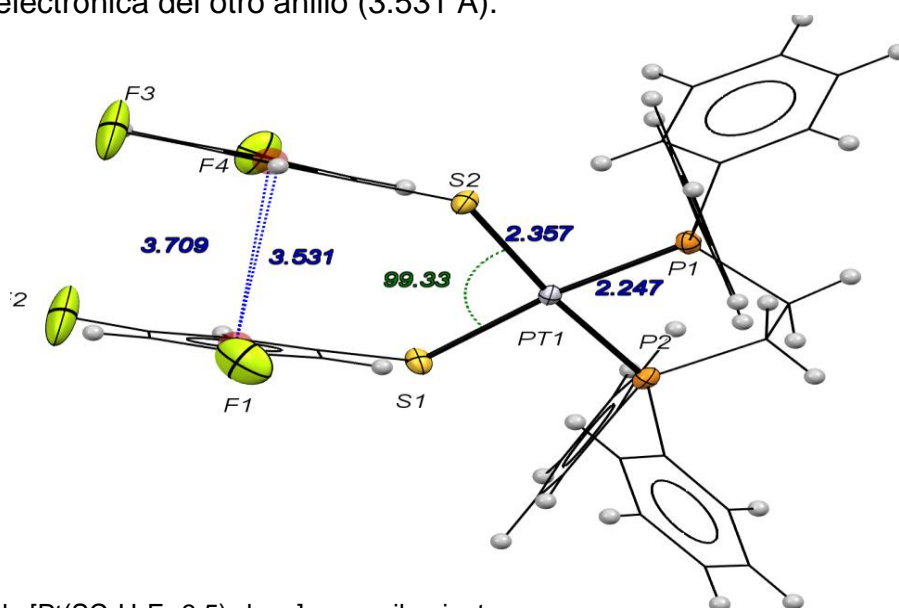 electrónica del otro anillo (3.531 Å).
F3
F4
S2
3.709
3.531
2.357
99.33
P1
2.247
PT1
P2
S1
F1